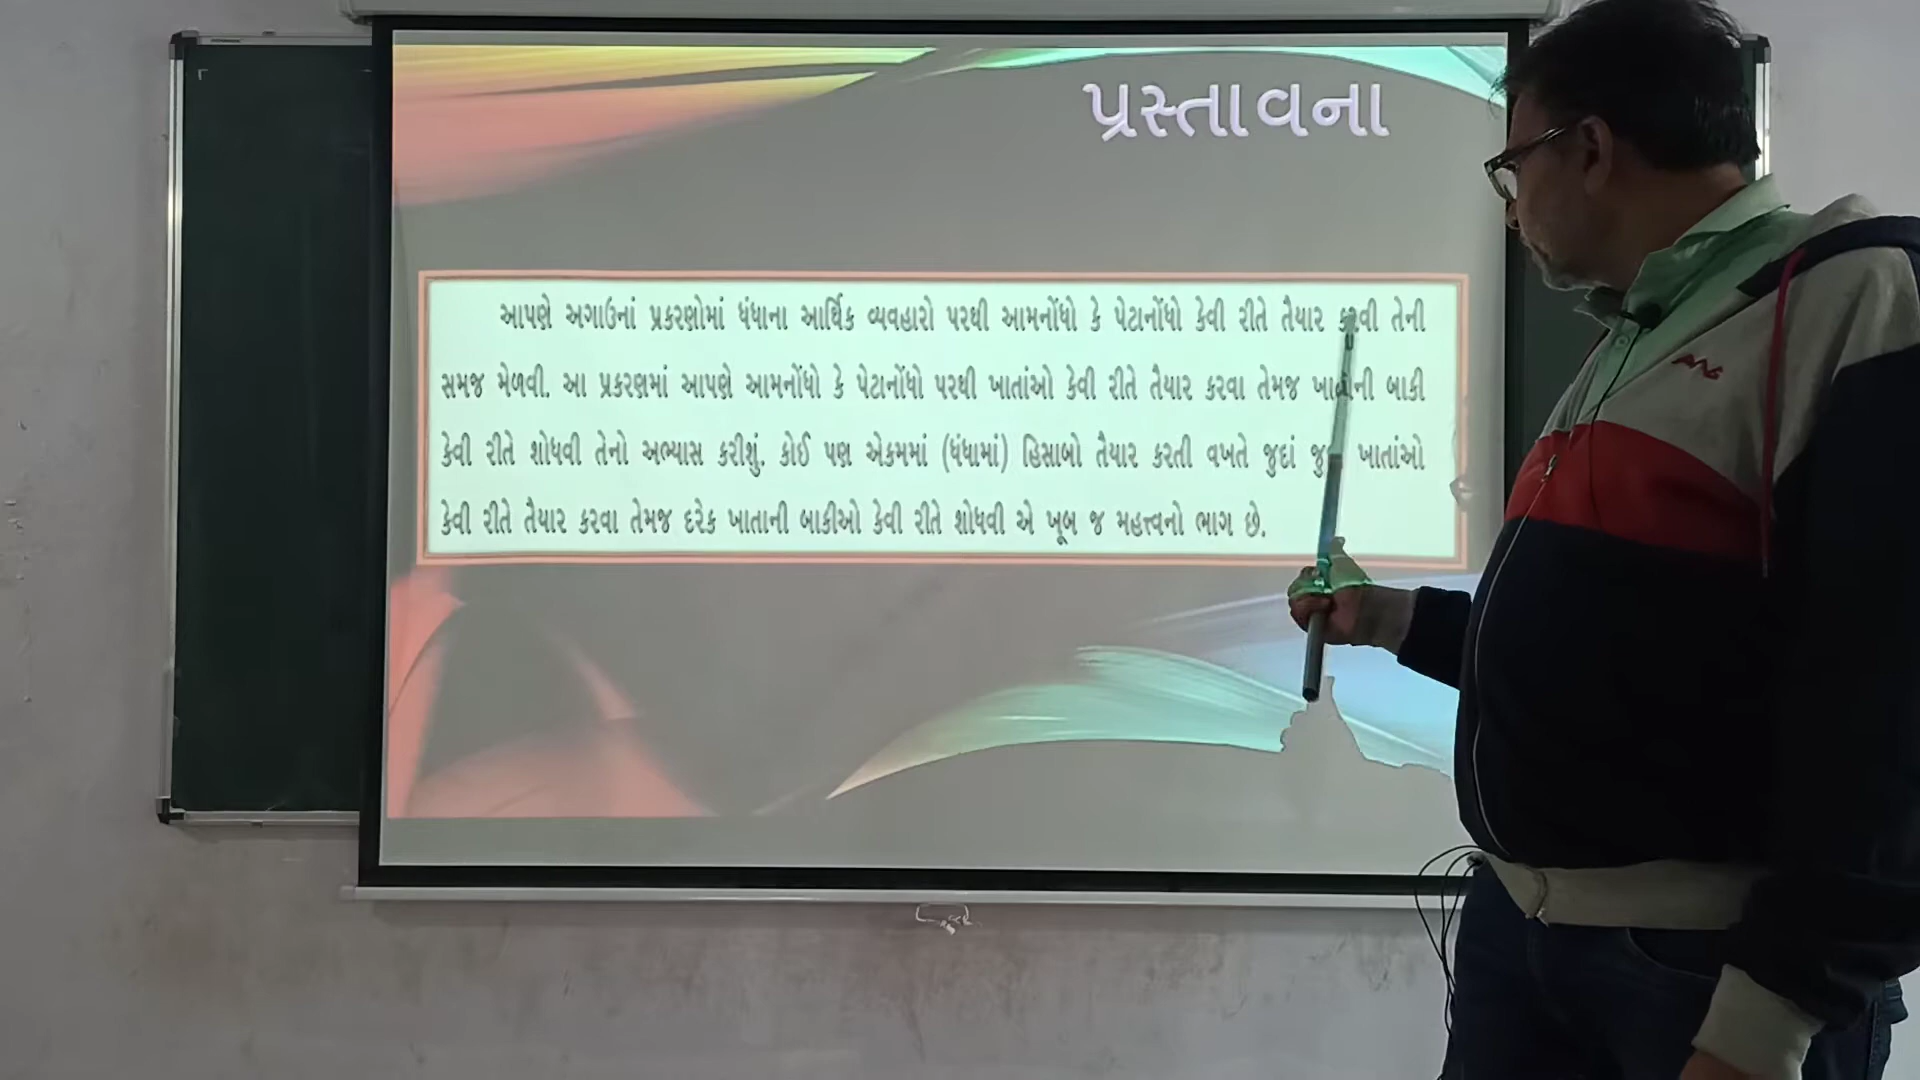 પ્રસ્તાવના
આપણે અગાઉનાં પ્રકરણોમાં ધંધાના આર્થિક વ્યવહારો પરથી આમનોંધો કે પેટાનોંધો કેવી રીતે તૈયાર કરવી તેની
સમજ મેળવી. આ પ્રકરણમાં આપણે આમનોંધો કે પેટાનોંધો પરથી ખાતાંઓ કેવી રીતે તૈયાર કરવા તેમજ ખાતાંની બાકી
કેવી રીતે શોધવી તેનો અભ્યાસ કરીશું. કોઈ પણ એકમમાં (ધંધામાં) હિસાબો તૈયાર કરતી વખતે જુદાં ખાતાંઓ
કેવી રીતે તૈયાર કરવા તેમજ દરેક ખાતાની બાકીઓ કેવી રીતે શોધવી એ ખૂબ જ મહત્ત્વનો ભાગ છે.